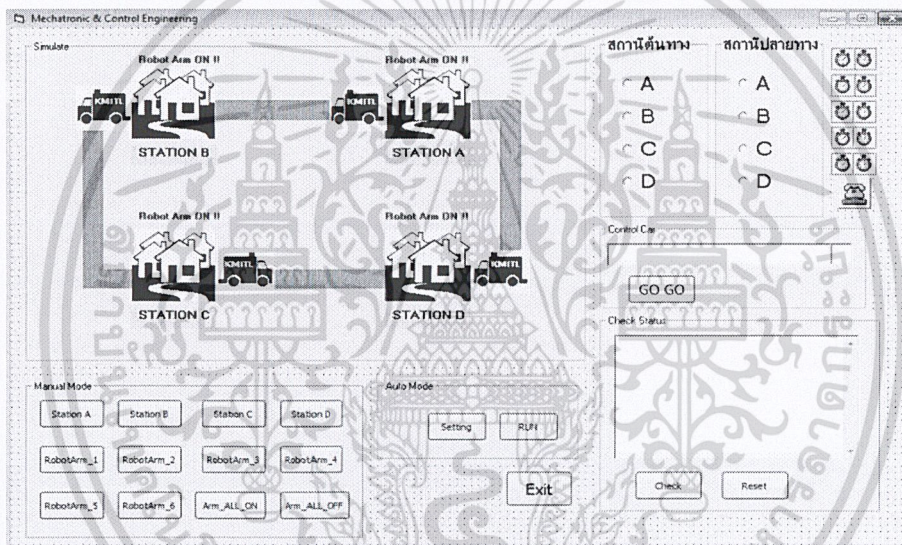 Mechatronic & Control Engineering
Simulate
Robot Arm ON !!
Robot Arm ON !!
KMITL
KMITL
STATION B
STATION A
Robot Arm ON !!
Robot Arm ON !!
KMITL
KMITL
STATION C
STATION D
สถานีต้นทาง
สถานีปลายทาง
A
A
B
B
C
C
D
D
Control Car
GO GO
Check Status
Check
Reset
Manual Mode
Station A
Station B
Station C
Station D
RobotArm_1
RobotArm_2
RobotArm_3
RobotArm_4
RobotArm_5
RobotArm_6
Arm_ALL_ON
Arm_ALL_OFF
Auto Mode
Setting
RUN
Exit